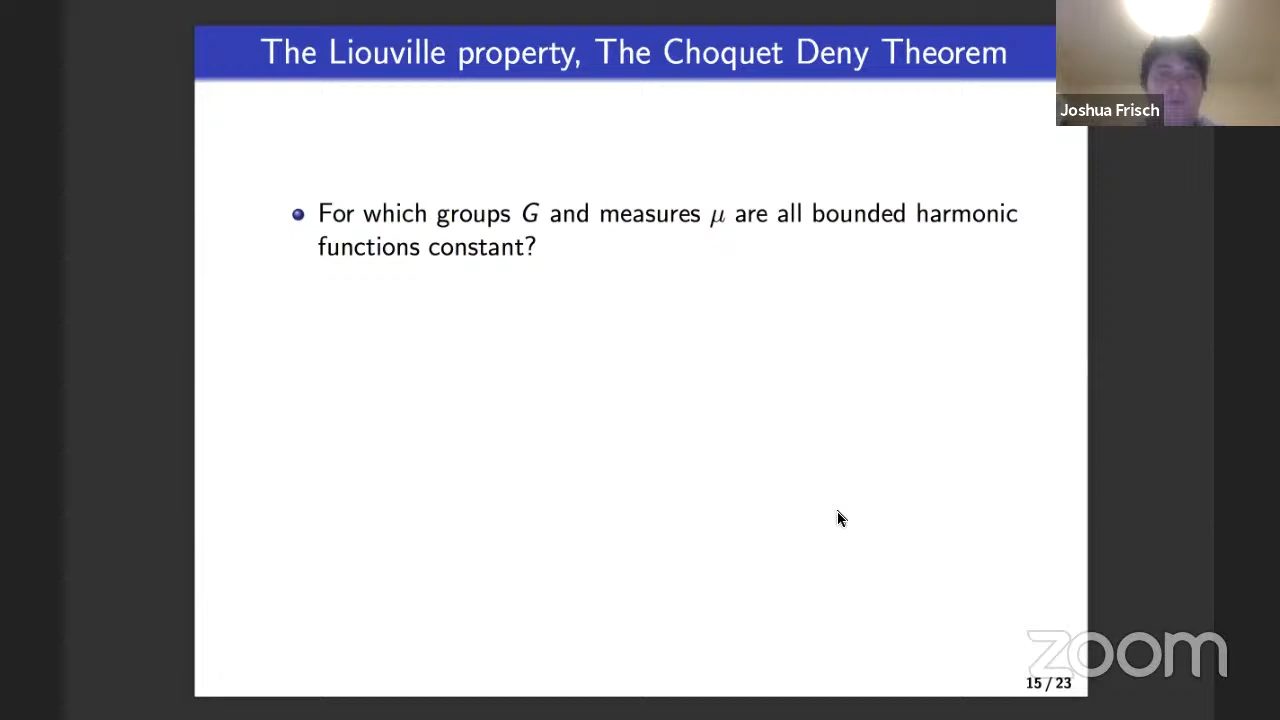 The Liouville property, The Choquet Deny Theorem
Joshua Frisch
For which groups G and measures μ are all bounded harmonic
functions constant?
zoom
15 / 23